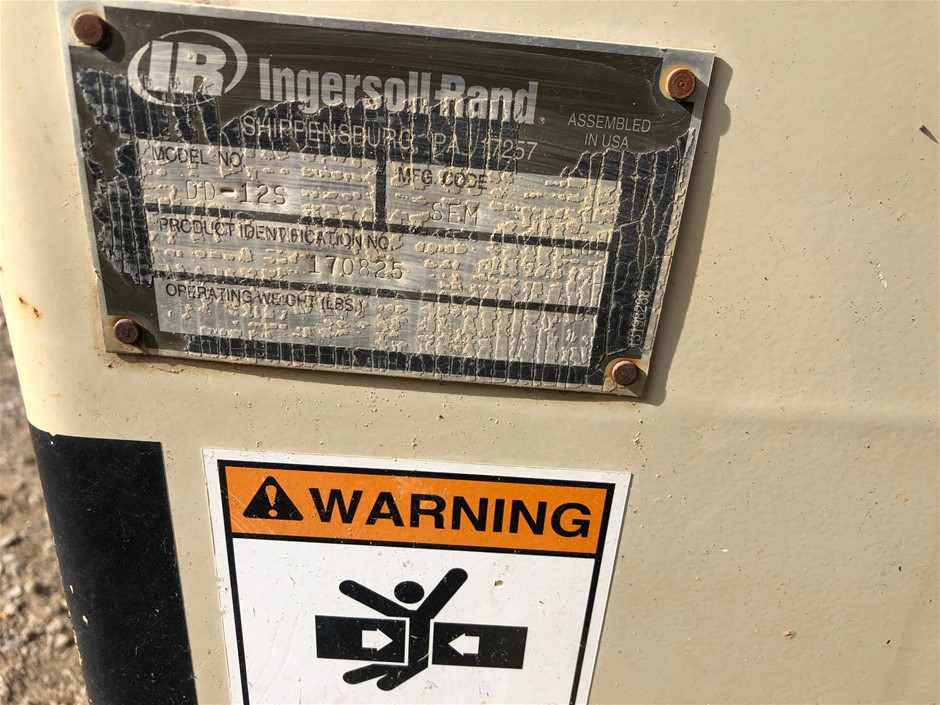 IR Ingersoll-Rand
SHIPPENSBURG, PA 17257
ASSEMBLED
IN USA
MODEL NO.
MFG CODE
DD-12S
SEM
PRODUCT IDENTIFICATION NO.
170825
OPERATING WEIGHT (LBS.)
WARNING